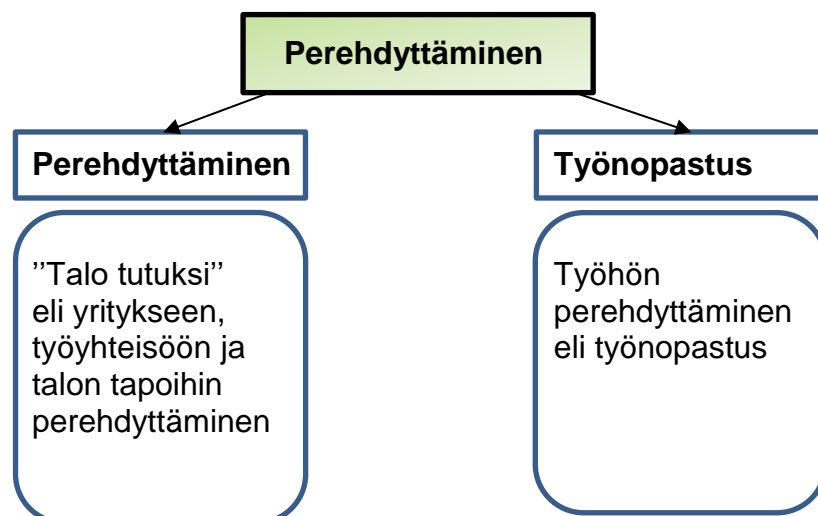 Perehdyttäminen
Perehdyttäminen
Työnopastus
’’Talo tutuksi’’
eli yritykseen,
työyhteisöön ja
talon tapoihin
perehdyttäminen
Työhön
perehdyttäminen
eli työnopastus